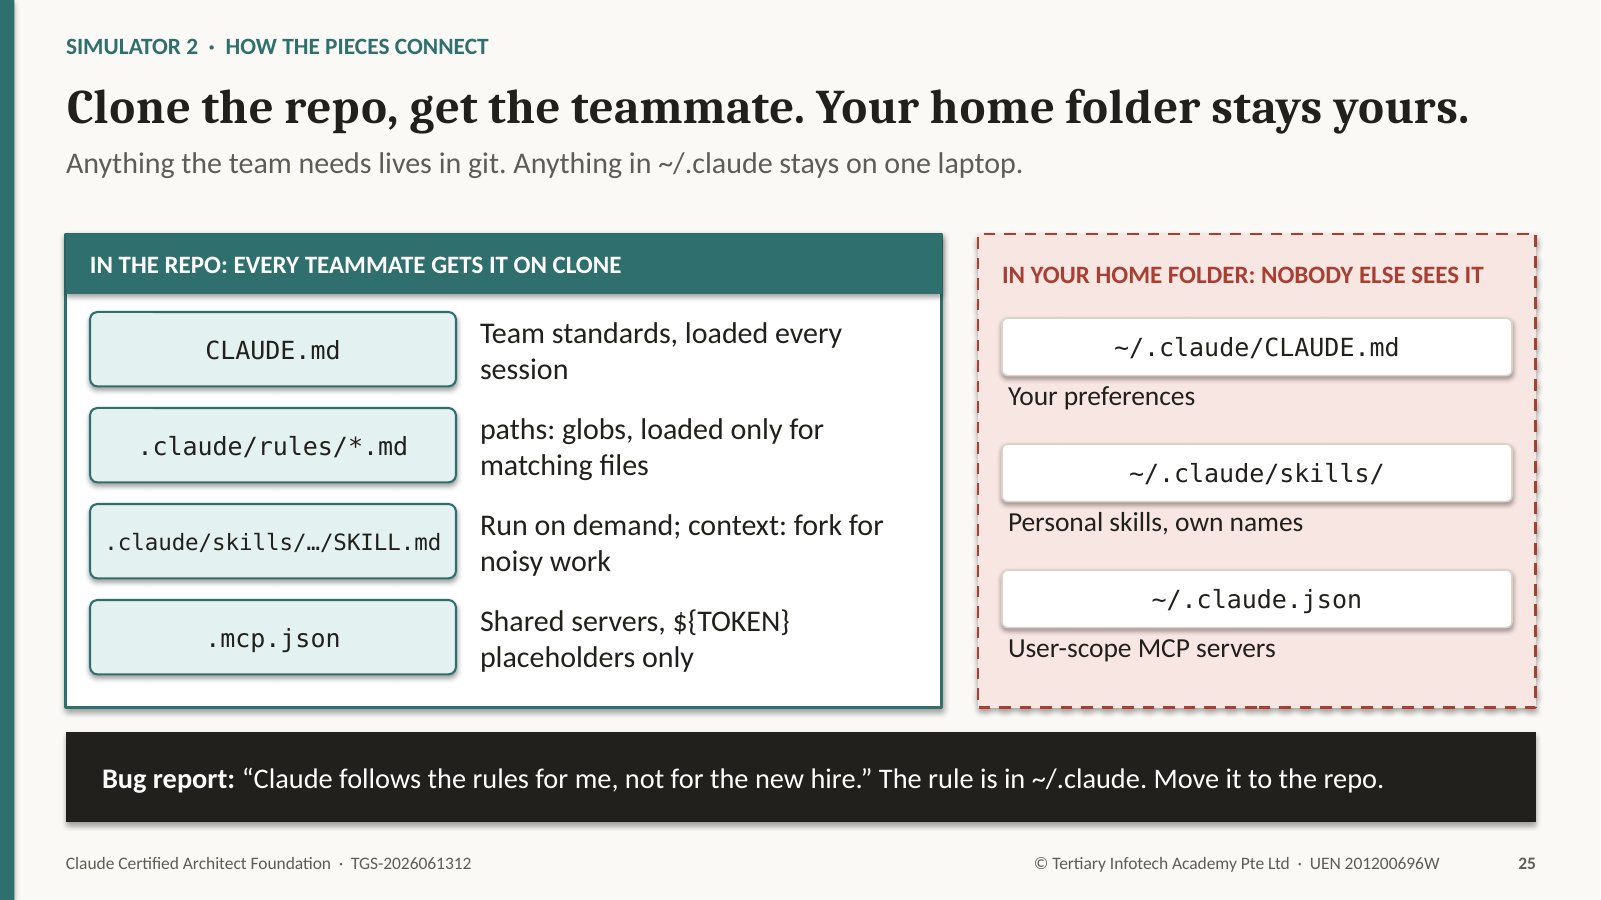 SIMULATOR 2 · HOW THE PIECES CONNECT
Clone the repo, get the teammate. Your home folder stays yours.
Anything the team needs lives in git. Anything in ~/.claude stays on one laptop.
IN THE REPO: EVERY TEAMMATE GETS IT ON CLONE
CLAUDE.md
Team standards, loaded every
session
.claude/rules/*.md
paths: globs, loaded only for
matching files
.claude/skills/…/SKILL.md
Run on demand; context: fork for
noisy work
.mcp.json
Shared servers, ${TOKEN}
placeholders only
IN YOUR HOME FOLDER: NOBODY ELSE SEES IT
~/.claude/CLAUDE.md
Your preferences
~/.claude/skills/
Personal skills, own names
~/.claude.json
User-scope MCP servers
Bug report: “Claude follows the rules for me, not for the new hire.” The rule is in ~/.claude. Move it to the repo.
Claude Certified Architect Foundation · TGS-2026061312
© Tertiary Infotech Academy Pte Ltd · UEN 201200696W
25